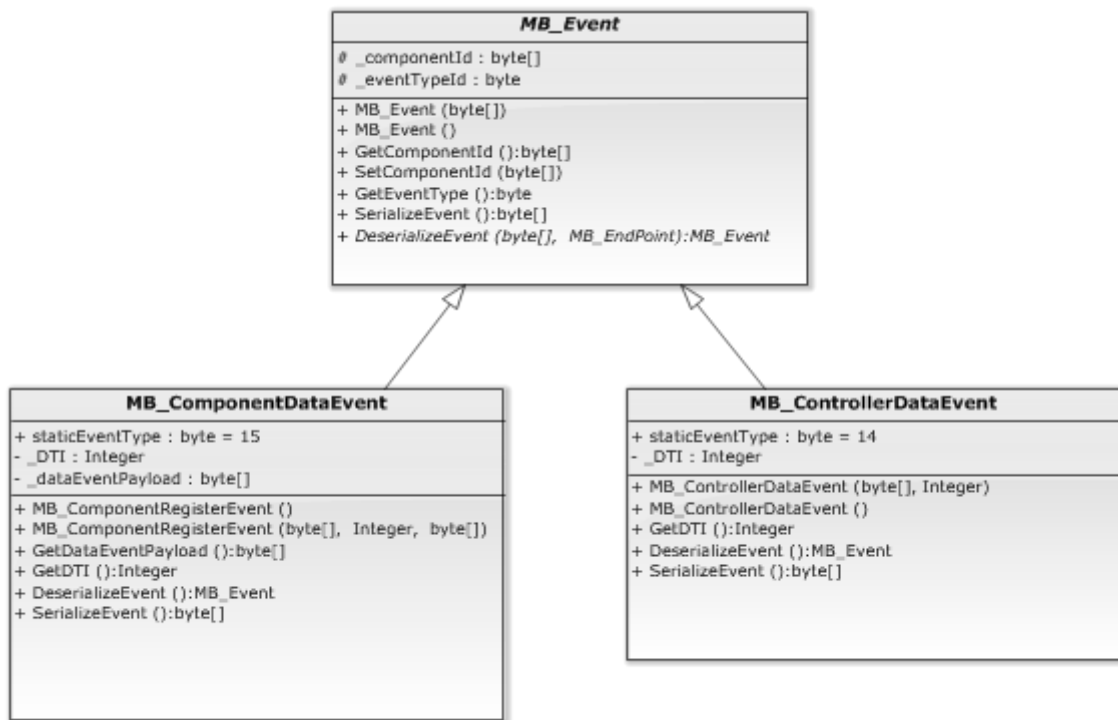 MB_Event
# _componentId : byte[]
# _eventTypeId : byte
+ MB_Event (byte[])
+ MB_Event ()
+ GetComponentId ():byte[]
+ SetComponentId (byte[])
+ GetEventType ():byte
+ SerializeEvent ():byte[]
+ DeserializeEvent (byte[], MB_EndPoint):MB_Event
MB_ComponentDataEvent
+ staticEventType : byte = 15
- _DTI : Integer
- _dataEventPayload : byte[]
+ MB_ComponentRegisterEvent ()
+ MB_ComponentRegisterEvent (byte[], Integer, byte[])
+ GetDataEventPayload ():byte[]
+ GetDTI ():Integer
+ DeserializeEvent ():MB_Event
+ SerializeEvent ():byte[]
MB_ControllerDataEvent
+ staticEventType : byte = 14
- _DTI : Integer
+ MB_ControllerDataEvent (byte[], Integer)
+ MB_ControllerDataEvent ()
+ GetDTI ():Integer
+ DeserializeEvent ():MB_Event
+ SerializeEvent ():byte[]